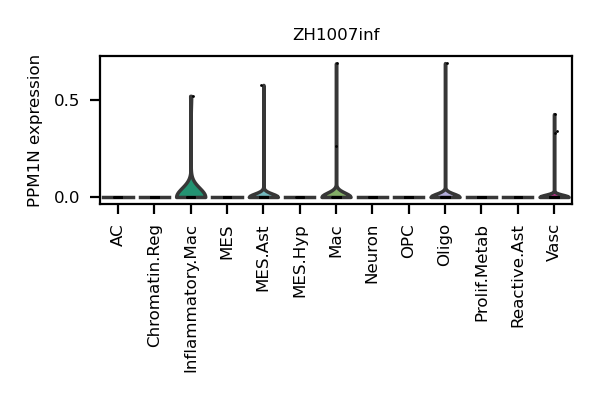 ZH1007inf
PPM1N expression
0.5
0.0
AC
Chromatin.Reg
Inflammatory.Mac
MES
MES.Ast
MES.Hyp
Mac
Neuron
OPC
Oligo
Prolif.Metab
Reactive.Ast
Vasc